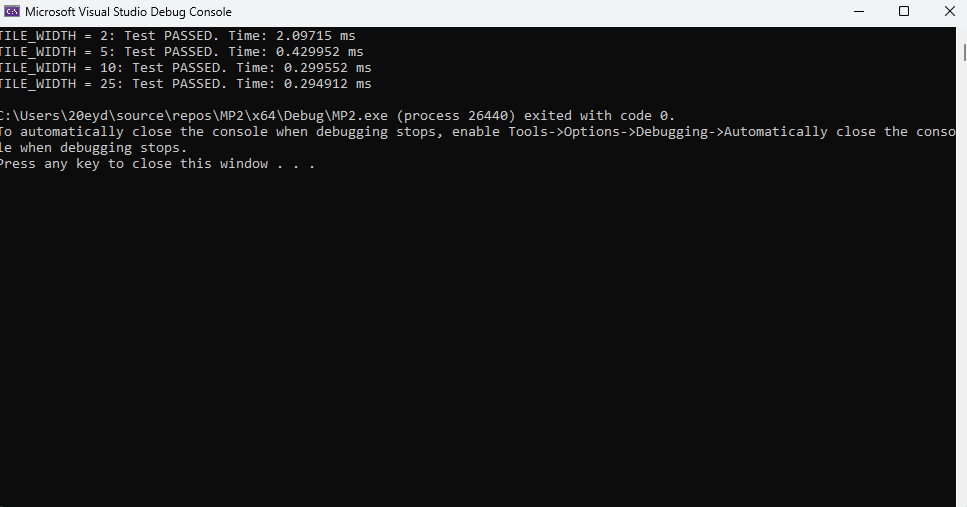 Microsoft Visual Studio Debug Console
TILE_WIDTH = 2: Test PASSED. Time: 2.09715 ms
TILE_WIDTH = 5: Test PASSED. Time: 0.429952 ms
TILE_WIDTH = 10: Test PASSED. Time: 0.299552 ms
TILE_WIDTH = 25: Test PASSED. Time: 0.294912 ms
C:\Users\20eyd\source\repos\MP2\x64\Debug\MP2.exe (process 26440) exited with code 0.
To automatically close the console when debugging stops, enable Tools->Options->Debugging->Automatically close the conso
le when debugging stops.
Press any key to close this window . . .